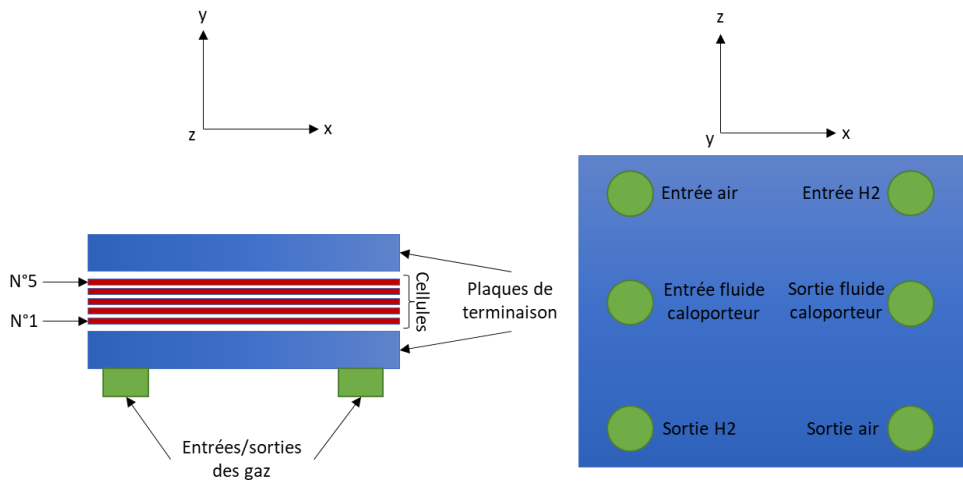 y
z
x
N°5
N°1
Cellules
Plaques de
terminaison
Entrées/sorties
des gaz
z
y
x
Entrée air
Entrée H2
Entrée fluide
caloporteur
Sortie fluide
caloporteur
Sortie H2
Sortie air